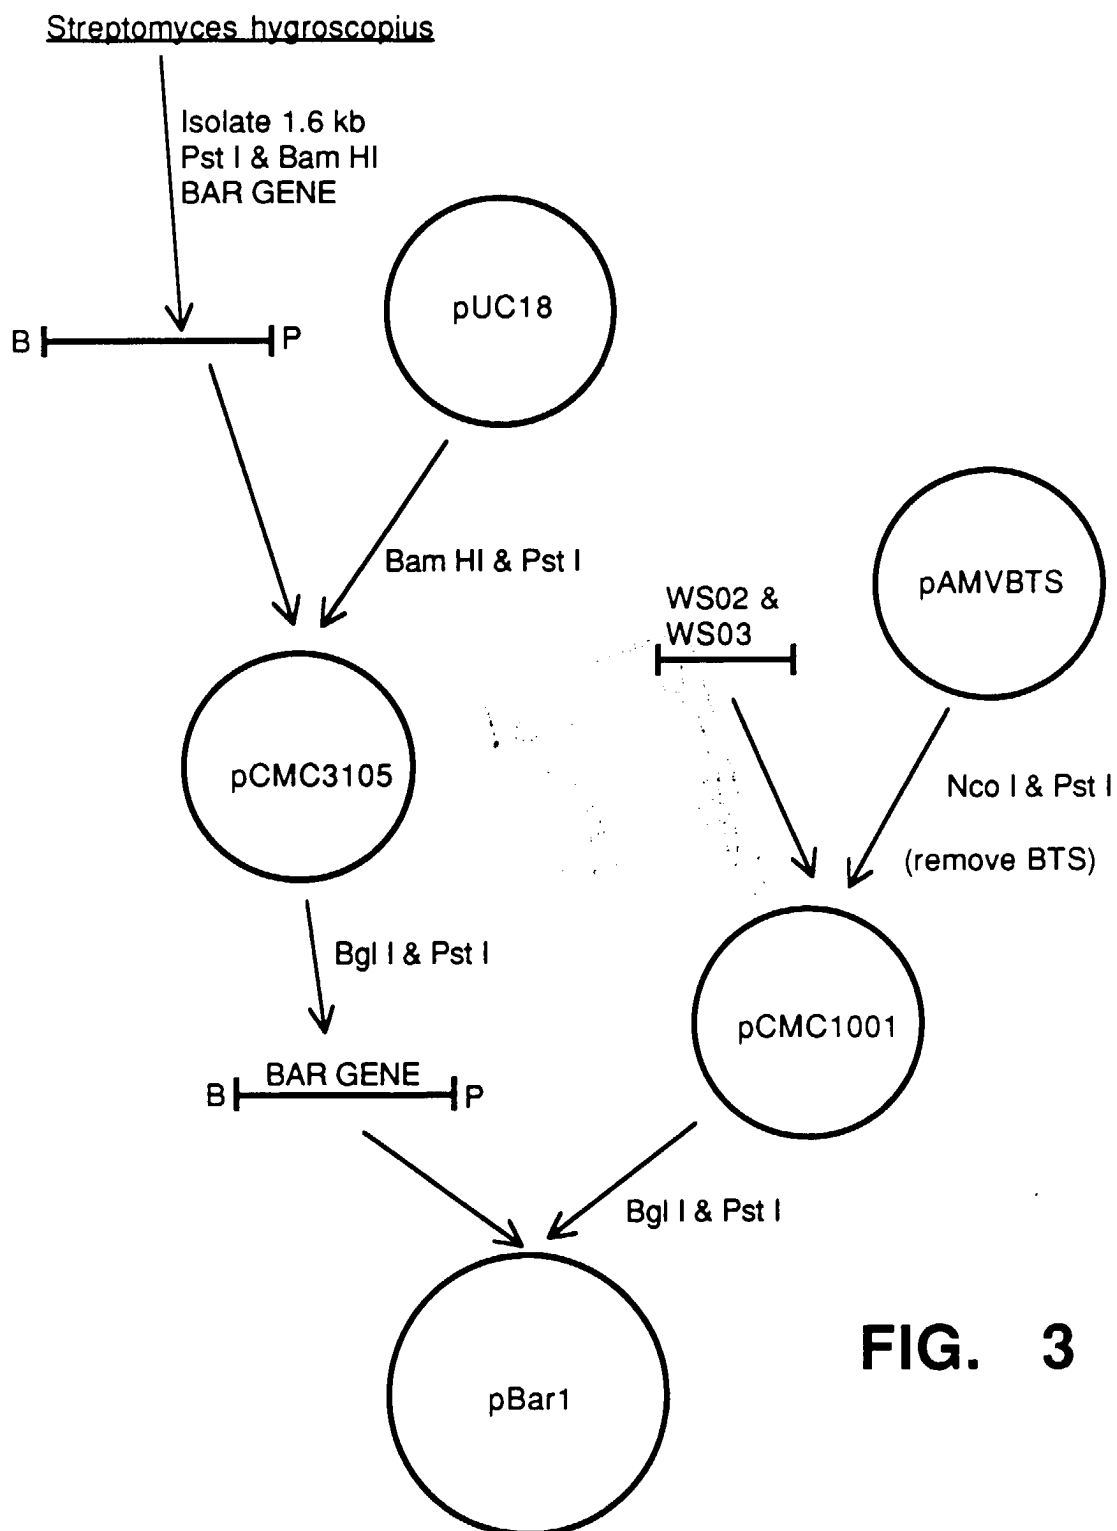 Streptomyces hygroscopius
Isolate 1.6 kb
Pst I & Bam HI
BAR GENE
B
P
pUC18
Bam HI & Pst I
WS02 &
WS03
pAMVBTS
pCMC3105
Nco I & Pst I
(remove BTS)
Bgl I & Pst I
pCMC1001
BAR GENE
B
P
Bgl I & Pst I
pBar1
FIG. 3